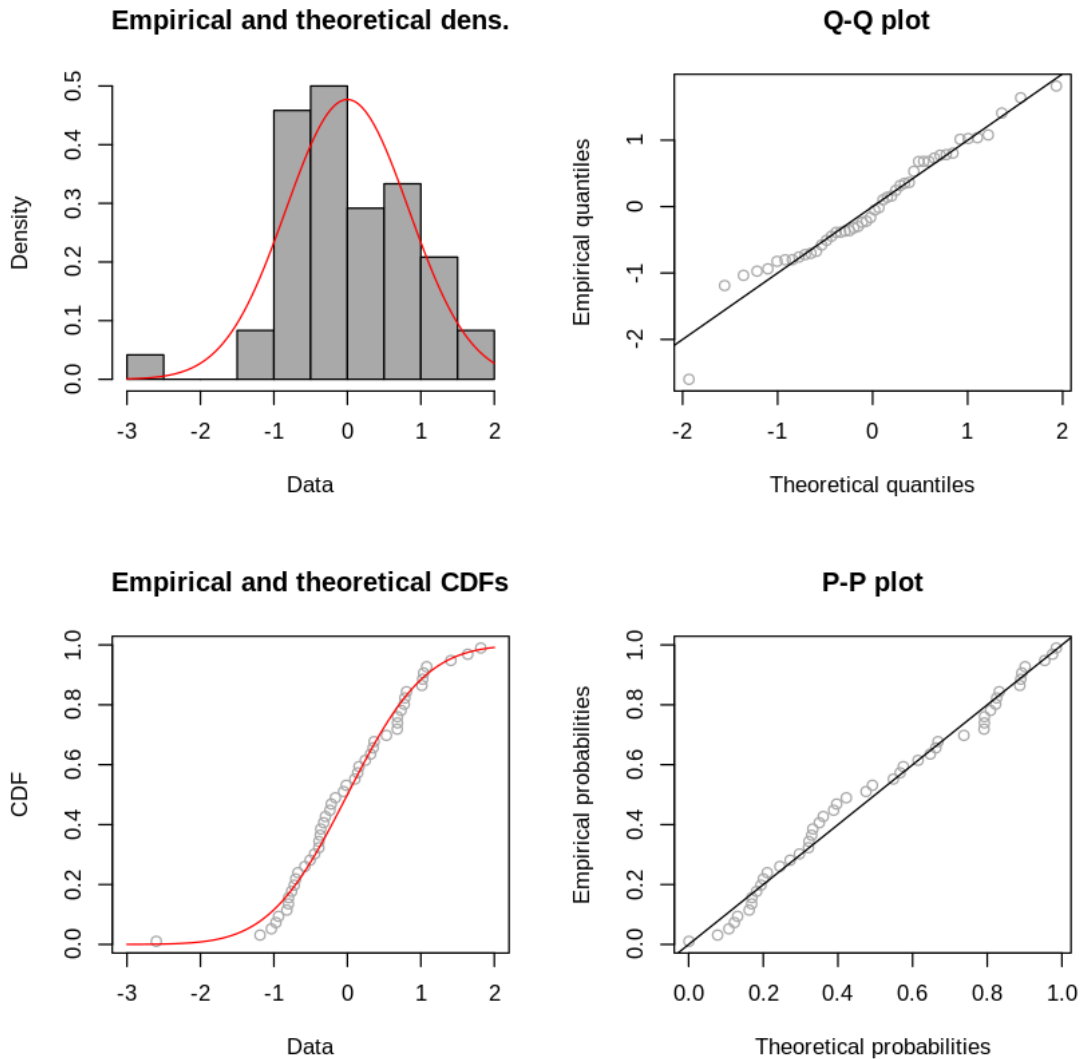 Empirical and theoretical dens.
Density
0.0 0.1 0.2 0.3 0.4 0.5
-3 -2 -1 0 1 2
Data
Q-Q plot
Empirical quantiles
-2 -1 0 1
-2 -1 0 1 2
Theoretical quantiles
Empirical and theoretical CDFs
CDF
0.0 0.2 0.4 0.6 0.8 1.0
-3 -2 -1 0 1 2
Data
P-P plot
Empirical probabilities
0.0 0.2 0.4 0.6 0.8 1.0
0.0 0.2 0.4 0.6 0.8 1.0
Theoretical probabilities